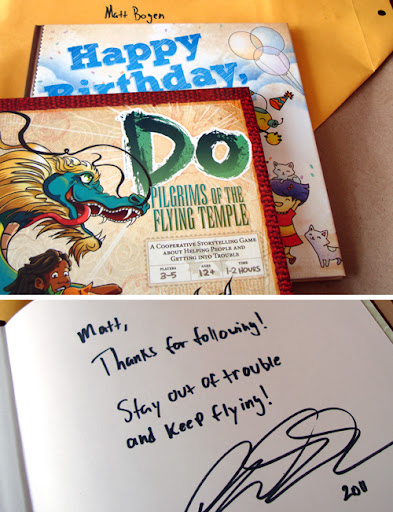 Matt Bogen
Happy
Birthday,
Do
PILGRIMS OF THE
FLYING TEMPLE
A COOPERATIVE STORYTELLING GAME
ABOUT HELPING PEOPLE AND
GETTING INTO TROUBLE
PLAYERS AGES TIME
3-5 12+ 1-2 HOURS
Matt,
Thanks for following!
Stay out of trouble
and keep flying!
2011